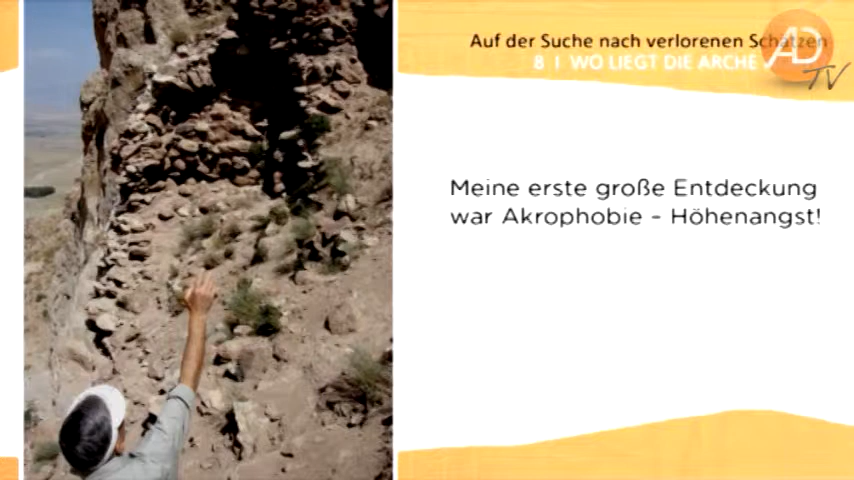 Auf der Suche nach verlorenen Schätzen
8 | WO LIEGT DIE ARCHE
AD
TV
Meine erste große Entdeckung
war Akrophobie - Höhenangst!